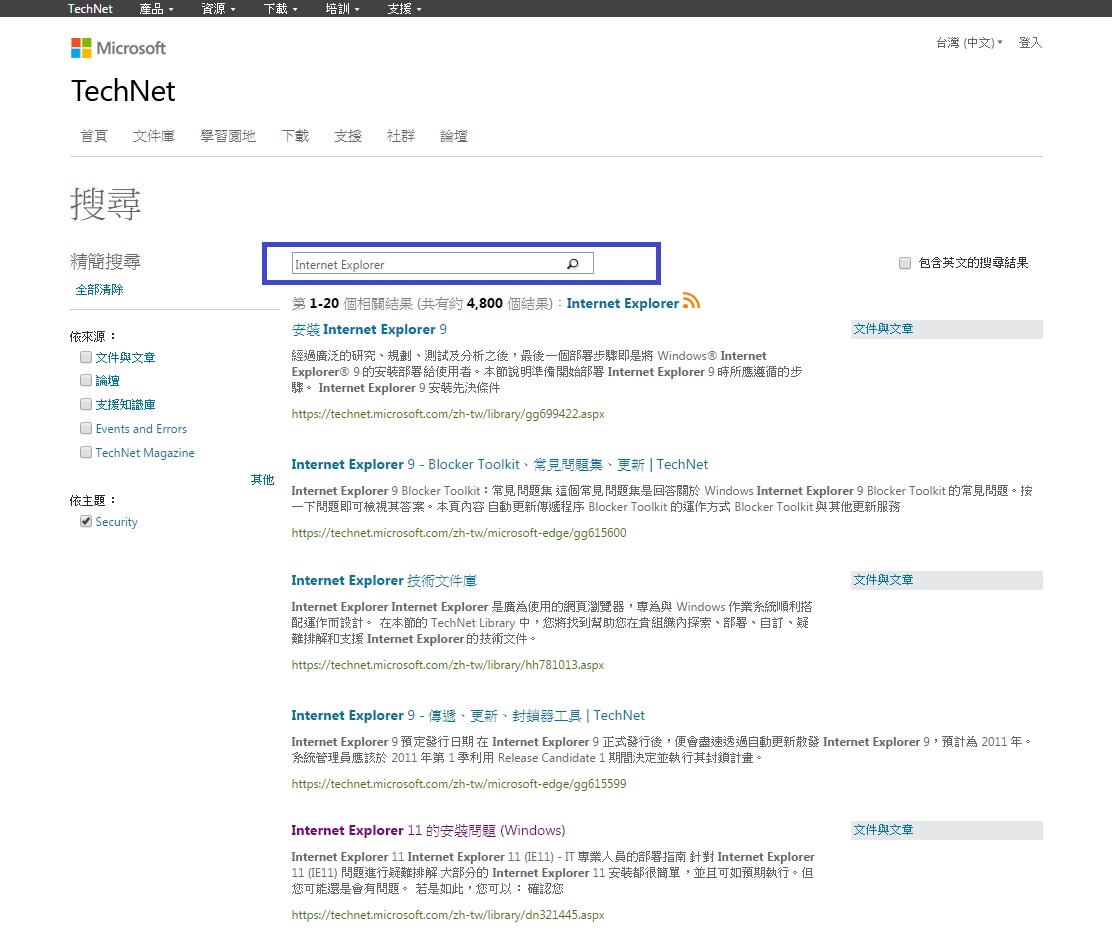 TechNet 產品 資源 下載 培訓 支援
Microsoft
台灣 (中文) 登入
TechNet
首頁 文件庫 學習園地 下載 支援 社群 論壇
搜尋
精簡搜尋
全部清除
Internet Explorer
包含英文的搜尋結果
第 1-20 個相關結果 (共有約 4,800 個結果)：Internet Explorer
依來源：
文件與文章
論壇
支援知識庫
Events and Errors
TechNet Magazine
其他
依主題：
Security
安裝 Internet Explorer 9
文件與文章
經過廣泛的研究、規劃、測試及分析之後，最後一個部署步驟即是將 Windows® Internet
Explorer® 9 的安裝部署給使用者。本節說明準備開始部署 Internet Explorer 9 時所應遵循的步
驟。 Internet Explorer 9 安裝先決條件
https://technet.microsoft.com/zh-tw/library/gg699422.aspx
Internet Explorer 9 - Blocker Toolkit、常見問題集、更新 | TechNet
Internet Explorer 9 Blocker Toolkit：常見問題集 這個常見問題集是回答關於 Windows Internet Explorer 9 Blocker Toolkit 的常見問題。按
一下問題即可檢視其答案。本頁內容 自動更新傳遞程序 Blocker Toolkit 的運作方式 Blocker Toolkit 與其他更新服務
https://technet.microsoft.com/zh-tw/microsoft-edge/gg615600
Internet Explorer 技術文件庫
文件與文章
Internet Explorer Internet Explorer 是廣為使用的網頁瀏覽器，專為與 Windows 作業系統順利搭
配運作而設計。 在本節的 TechNet Library 中，您將找到幫助您在貴組織內探索、部署、自訂、疑
難排解和支援 Internet Explorer 的技術文件。
https://technet.microsoft.com/zh-tw/library/hh781013.aspx
Internet Explorer 9 - 傳遞、更新、封鎖器工具 | TechNet
Internet Explorer 9 預定發行日期 在 Internet Explorer 9 正式發行後，便會盡速透過自動更新散發 Internet Explorer 9，預計為 2011 年。
系統管理員應該於 2011 年第 1 季利用 Release Candidate 1 期間決定並執行其封鎖計畫。
https://technet.microsoft.com/zh-tw/microsoft-edge/gg615599
Internet Explorer 11 的安裝問題 (Windows)
文件與文章
Internet Explorer 11 Internet Explorer 11 (IE11) - IT 專業人員的部署指南 針對 Internet Explorer
11 (IE11) 問題進行疑難排解 大部分的 Internet Explorer 11 安裝都很簡單，並且可如預期執行。但
您可能還是會有問題。 若是如此，您可以： 確認您
https://technet.microsoft.com/zh-tw/library/dn321445.aspx